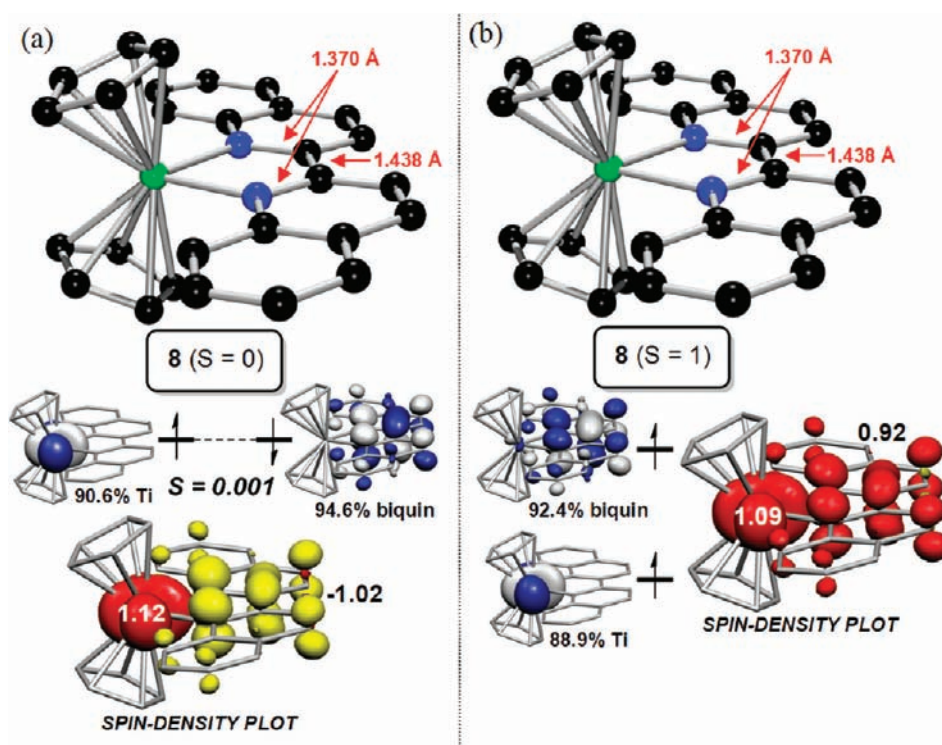 (a)
1.370 Å
1.438 Å
8 (S = 0)
90.6% Ti
S = 0.001
94.6% biquin
1.12
-1.02
SPIN-DENSITY PLOT
(b)
1.370 Å
1.438 Å
8 (S = 1)
92.4% biquin
0.92
1.09
88.9% Ti
SPIN-DENSITY PLOT